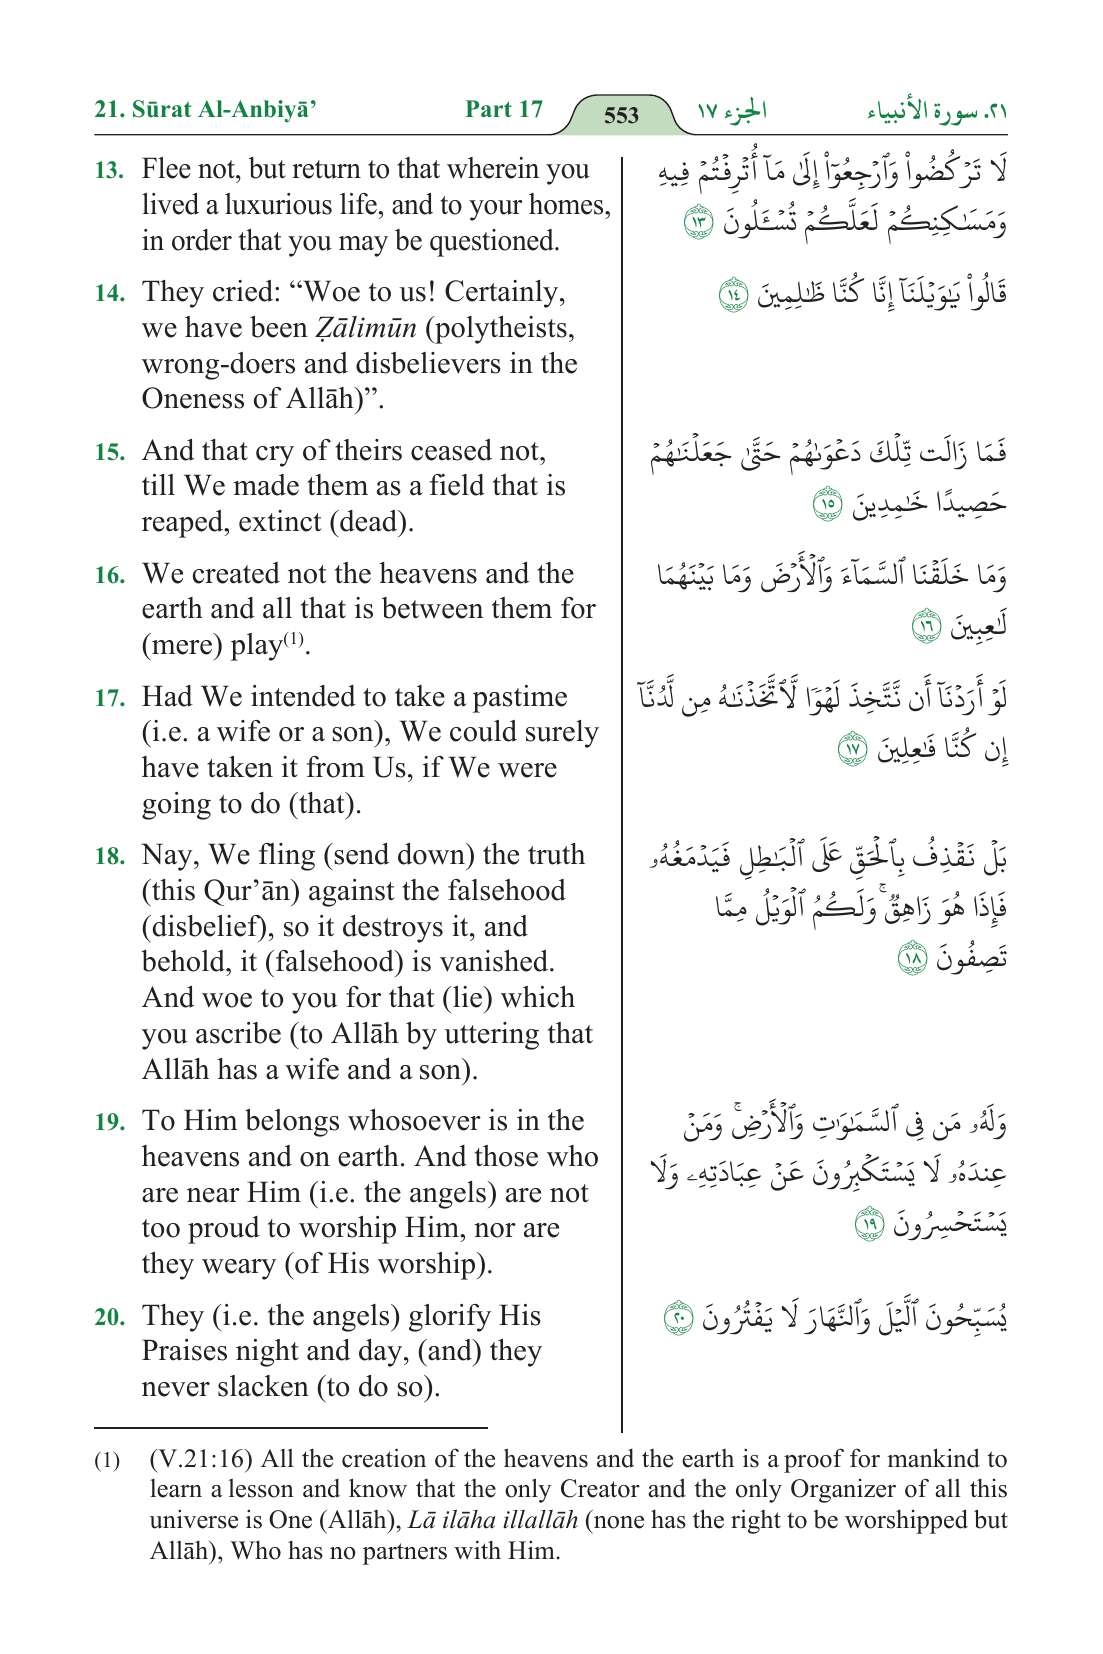 21. Sūrat Al-Anbiyā’ Part 17 553 الجزء ١٧ ٢١. سورة الأنبياء
13. Flee not, but return to that wherein you
lived a luxurious life, and to your homes,
in order that you may be questioned.
14. They cried: “Woe to us! Certainly,
we have been Ẓālimūn (polytheists,
wrong-doers and disbelievers in the
Oneness of Allāh)”.
15. And that cry of theirs ceased not,
till We made them as a field that is
reaped, extinct (dead).
16. We created not the heavens and the
earth and all that is between them for
(mere) play(1).
17. Had We intended to take a pastime
(i.e. a wife or a son), We could surely
have taken it from Us, if We were
going to do (that).
18. Nay, We fling (send down) the truth
(this Qur’ān) against the falsehood
(disbelief), so it destroys it, and
behold, it (falsehood) is vanished.
And woe to you for that (lie) which
you ascribe (to Allāh by uttering that
Allāh has a wife and a son).
19. To Him belongs whosoever is in the
heavens and on earth. And those who
are near Him (i.e. the angels) are not
too proud to worship Him, nor are
they weary (of His worship).
20. They (i.e. the angels) glorify His
Praises night and day, (and) they
never slacken (to do so).
لَا تَرْكُضُوا۟ وَٱرْجِعُوٓا۟ إِلَىٰ مَآ أُتْرِفْتُمْ فِيهِ
وَمَسَـٰكِنِكُمْ لَعَلَّكُمْ تُسْـَٔلُونَ ١٣
قَالُوا۟ يَـٰوَيْلَنَآ إِنَّا كُنَّا ظَـٰلِمِينَ ١٤
فَمَا زَالَت تِّلْكَ دَعْوَىٰهُمْ حَتَّىٰ جَعَلْنَـٰهُمْ
حَصِيدًا خَـٰمِدِينَ ١٥
وَمَا خَلَقْنَا ٱلسَّمَآءَ وَٱلْأَرْضَ وَمَا بَيْنَهُمَا
لَـٰعِبِينَ ١٦
لَوْ أَرَدْنَآ أَن نَّتَّخِذَ لَهْوًا لَّٱتَّخَذْنَـٰهُ مِن لَّدُنَّآ
إِن كُنَّا فَـٰعِلِينَ ١٧
بَلْ نَقْذِفُ بِٱلْحَقِّ عَلَى ٱلْبَـٰطِلِ فَيَدْمَغُهُۥ
فَإِذَا هُوَ زَاهِقٌ ۚ وَلَكُمُ ٱلْوَيْلُ مِمَّا
تَصِفُونَ ١٨
وَلَهُۥ مَن فِى ٱلسَّمَـٰوَٰتِ وَٱلْأَرْضِ ۚ وَمَنْ
عِندَهُۥ لَا يَسْتَكْبِرُونَ عَنْ عِبَادَتِهِۦ وَلَا
يَسْتَحْسِرُونَ ١٩
يُسَبِّحُونَ ٱلَّيْلَ وَٱلنَّهَارَ لَا يَفْتُرُونَ ٢٠
(1) (V.21:16) All the creation of the heavens and the earth is a proof for mankind to
learn a lesson and know that the only Creator and the only Organizer of all this
universe is One (Allāh), Lā ilāha illallāh (none has the right to be worshipped but
Allāh), Who has no partners with Him.